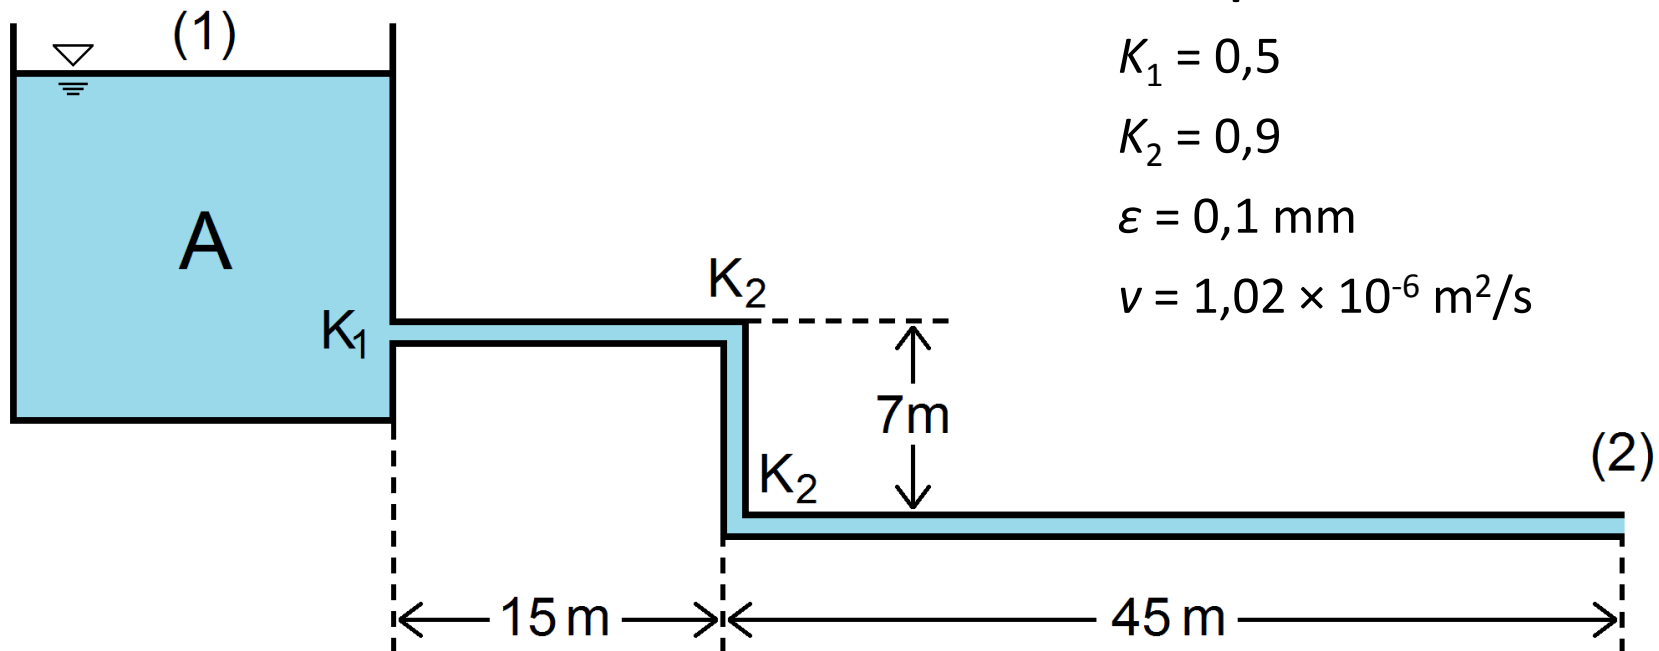 (1)
K₁ = 0,5
K₂ = 0,9
ε = 0,1 mm
ν = 1,02 × 10⁻⁶ m²/s
A
K₁
K₂
7m
K₂
(2)
15 m
45 m